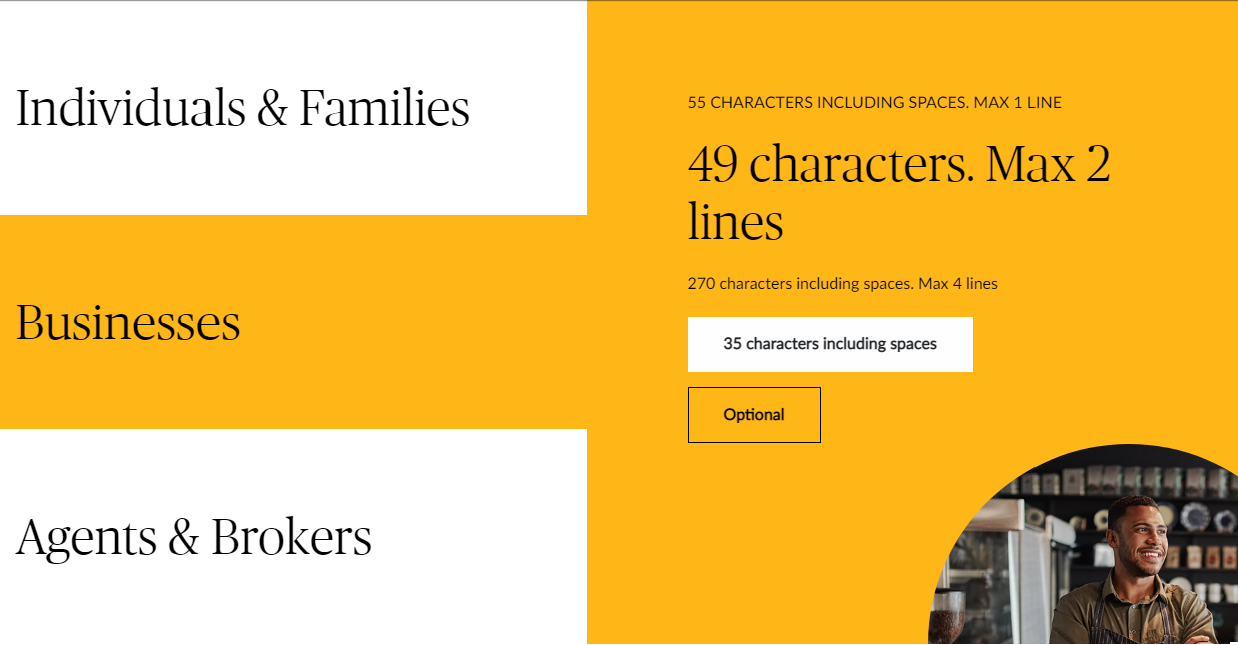 Individuals & Families
Businesses
Agents & Brokers
55 CHARACTERS INCLUDING SPACES. MAX 1 LINE
49 characters. Max 2
lines
270 characters including spaces. Max 4 lines
35 characters including spaces
Optional